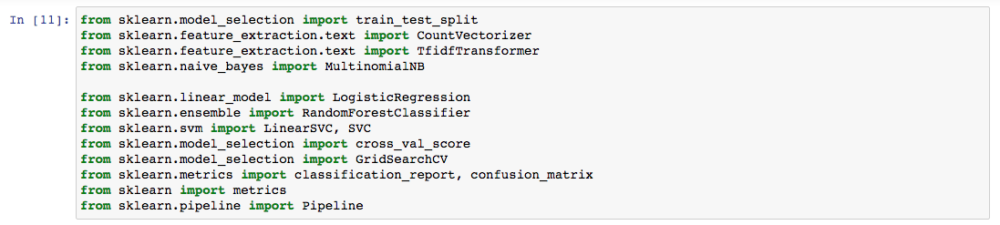 In [11]: from sklearn.model_selection import train_test_split
from sklearn.feature_extraction.text import CountVectorizer
from sklearn.feature_extraction.text import TfidfTransformer
from sklearn.naive_bayes import MultinomialNB
from sklearn.linear_model import LogisticRegression
from sklearn.ensemble import RandomForestClassifier
from sklearn.svm import LinearSVC, SVC
from sklearn.model_selection import cross_val_score
from sklearn.model_selection import GridSearchCV
from sklearn.metrics import classification_report, confusion_matrix
from sklearn import metrics
from sklearn.pipeline import Pipeline